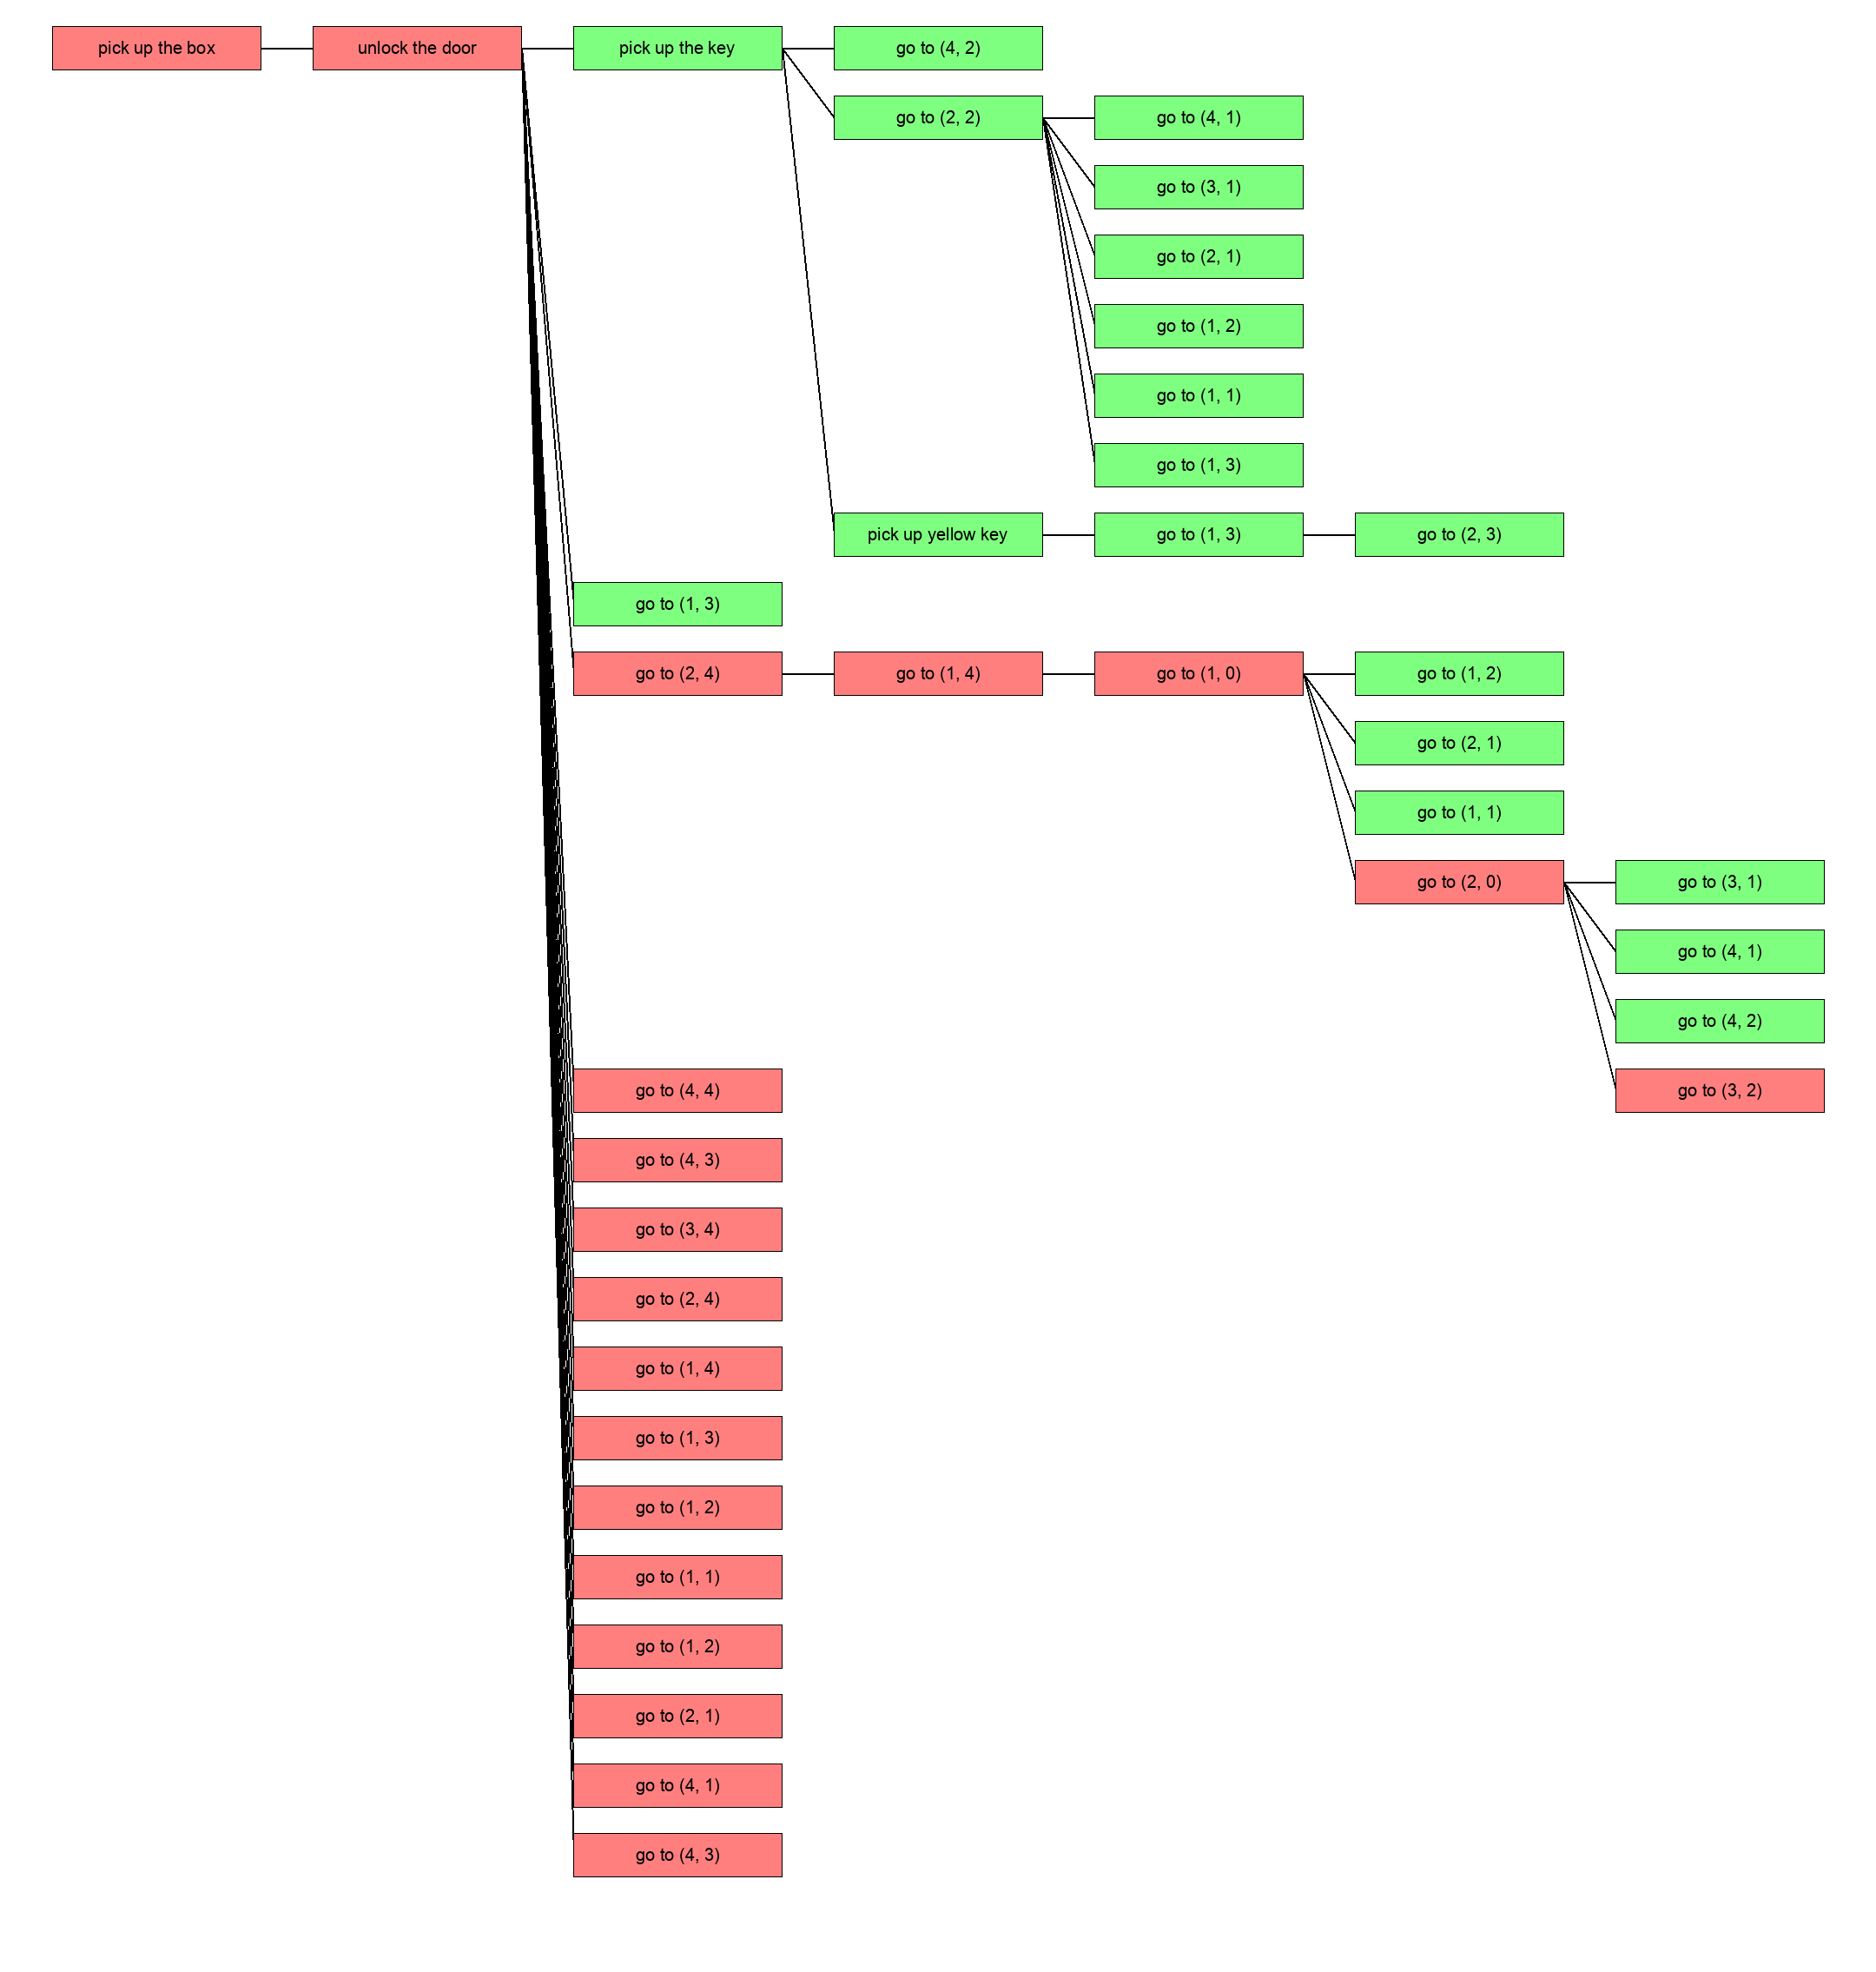 pick up the box
unlock the door
pick up the key
go to (4, 2)
go to (2, 2)
go to (4, 1)
go to (3, 1)
go to (2, 1)
go to (1, 2)
go to (1, 1)
go to (1, 3)
pick up yellow key
go to (1, 3)
go to (2, 3)
go to (1, 3)
go to (2, 4)
go to (1, 4)
go to (1, 0)
go to (1, 2)
go to (2, 1)
go to (1, 1)
go to (2, 0)
go to (3, 1)
go to (4, 1)
go to (4, 2)
go to (3, 2)
go to (4, 4)
go to (4, 3)
go to (3, 4)
go to (2, 4)
go to (1, 4)
go to (1, 3)
go to (1, 2)
go to (1, 1)
go to (1, 2)
go to (2, 1)
go to (4, 1)
go to (4, 3)